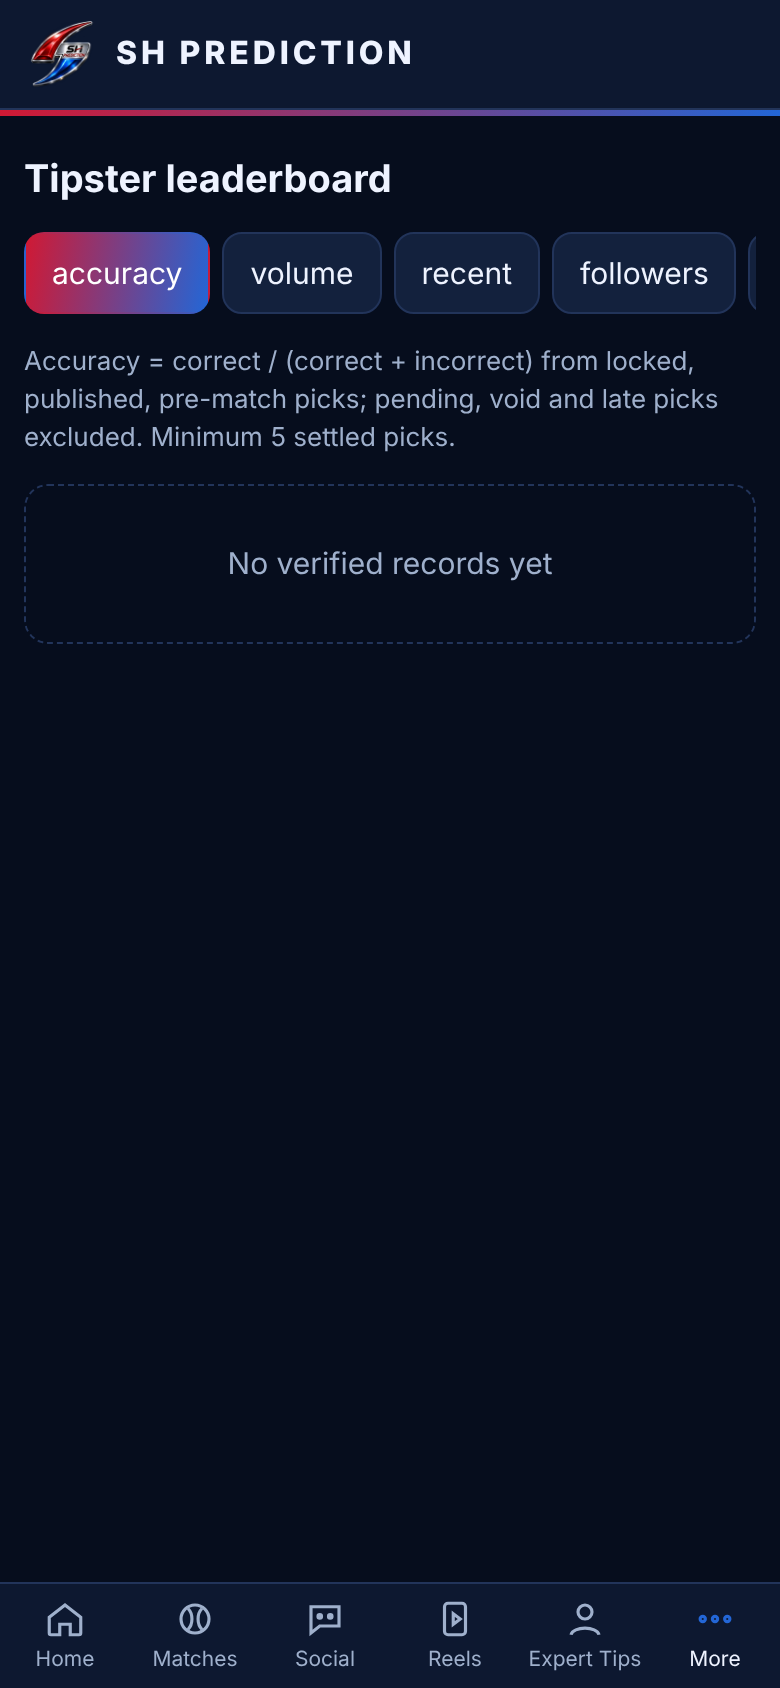 SH
SH PREDICTION
Tipster leaderboard
accuracy
volume
recent
followers
Accuracy = correct / (correct + incorrect) from locked,
published, pre-match picks; pending, void and late picks
excluded. Minimum 5 settled picks.
No verified records yet
Home
Matches
Social
Reels
Expert Tips
More